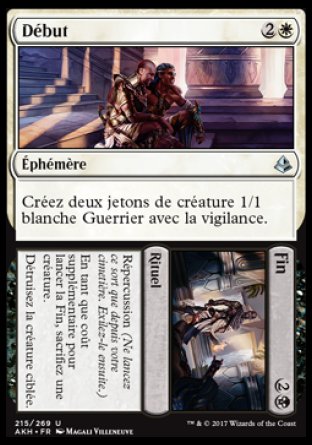 Début 2
Éphémère
Créez deux jetons de créature 1/1
blanche Guerrier avec la vigilance.
Fin 2
Rituel
Répercussion (Ne lancez
ce sort que depuis votre
cimetière. Exilez-le ensuite.)
En tant que coût
supplémentaire pour
lancer la Fin, sacrifiez une
créature.
Détruisez la créature ciblée.
215/269 U
AKH • FR MAGALI VILLENEUVE
™ & © 2017 Wizards of the Coast